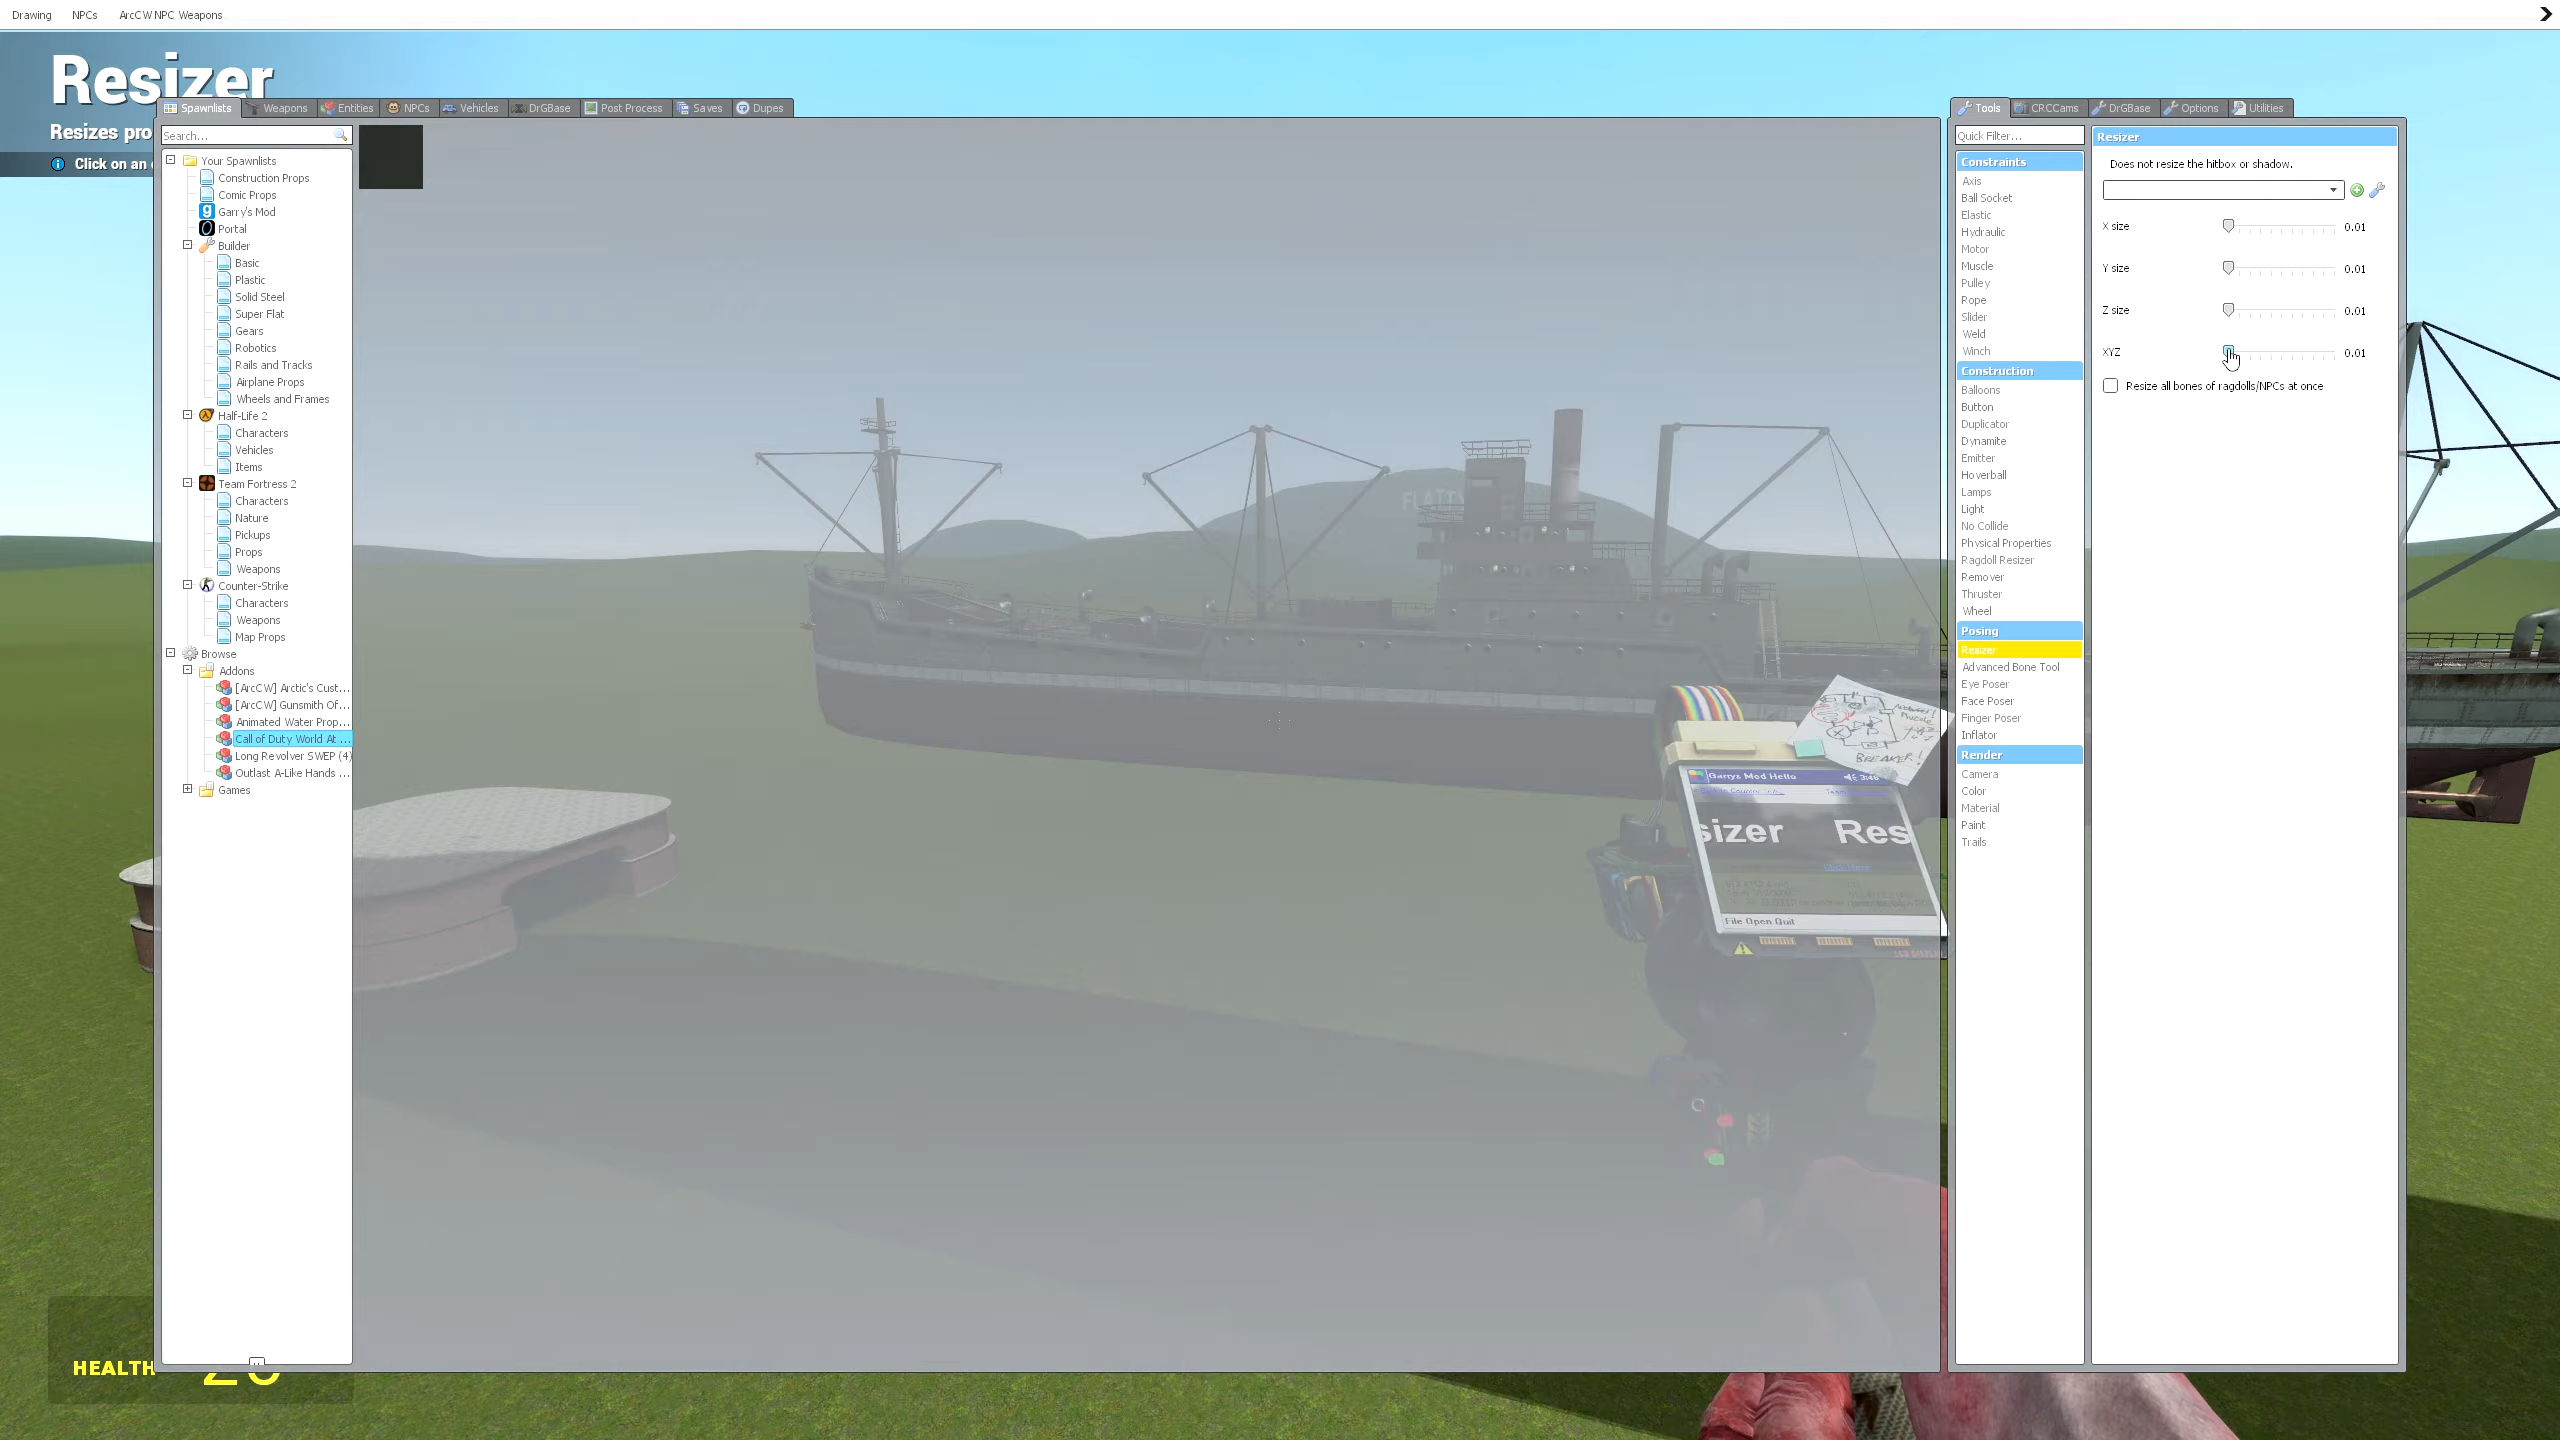 Drawing NPCs ArcCW NPC Weapons
Resizer
Resizes pro
Click on an
Spawnlists Weapons Entities NPCs Vehicles DrGBase Post Process Saves Dupes
Search...
Your Spawnlists
Construction Props
Comic Props
Garry's Mod
Portal
Builder
Basic
Plastic
Solid Steel
Super Flat
Gears
Robotics
Rails and Tracks
Airplane Props
Wheels and Frames
Half-Life 2
Characters
Vehicles
Items
Team Fortress 2
Characters
Nature
Pickups
Props
Weapons
Counter-Strike
Characters
Weapons
Map Props
Browse
Addons
[ArcCW] Arctic's Cust...
[ArcCW] Gunsmith Of...
Animated Water Prop...
Call of Duty World At ...
Long Revolver SWEP (4)
Outlast A-Like Hands ...
Games
HEALTH
FLATTY
BREAKER!
Garrys Mod Hello
sizer Res
File Open Quit
Tools CRCCams DrGBase Options Utilities
Quick Filter...
Constraints
Axis
Ball Socket
Elastic
Hydraulic
Motor
Muscle
Pulley
Rope
Slider
Weld
Winch
Construction
Balloons
Button
Duplicator
Dynamite
Emitter
Hoverball
Lamps
Light
No Collide
Physical Properties
Ragdoll Resizer
Remover
Thruster
Wheel
Posing
Resizer
Advanced Bone Tool
Eye Poser
Face Poser
Finger Poser
Inflator
Render
Camera
Color
Material
Paint
Trails
Resizer
Does not resize the hitbox or shadow.
X size 0.01
Y size 0.01
Z size 0.01
XYZ 0.01
Resize all bones of ragdolls/NPCs at once